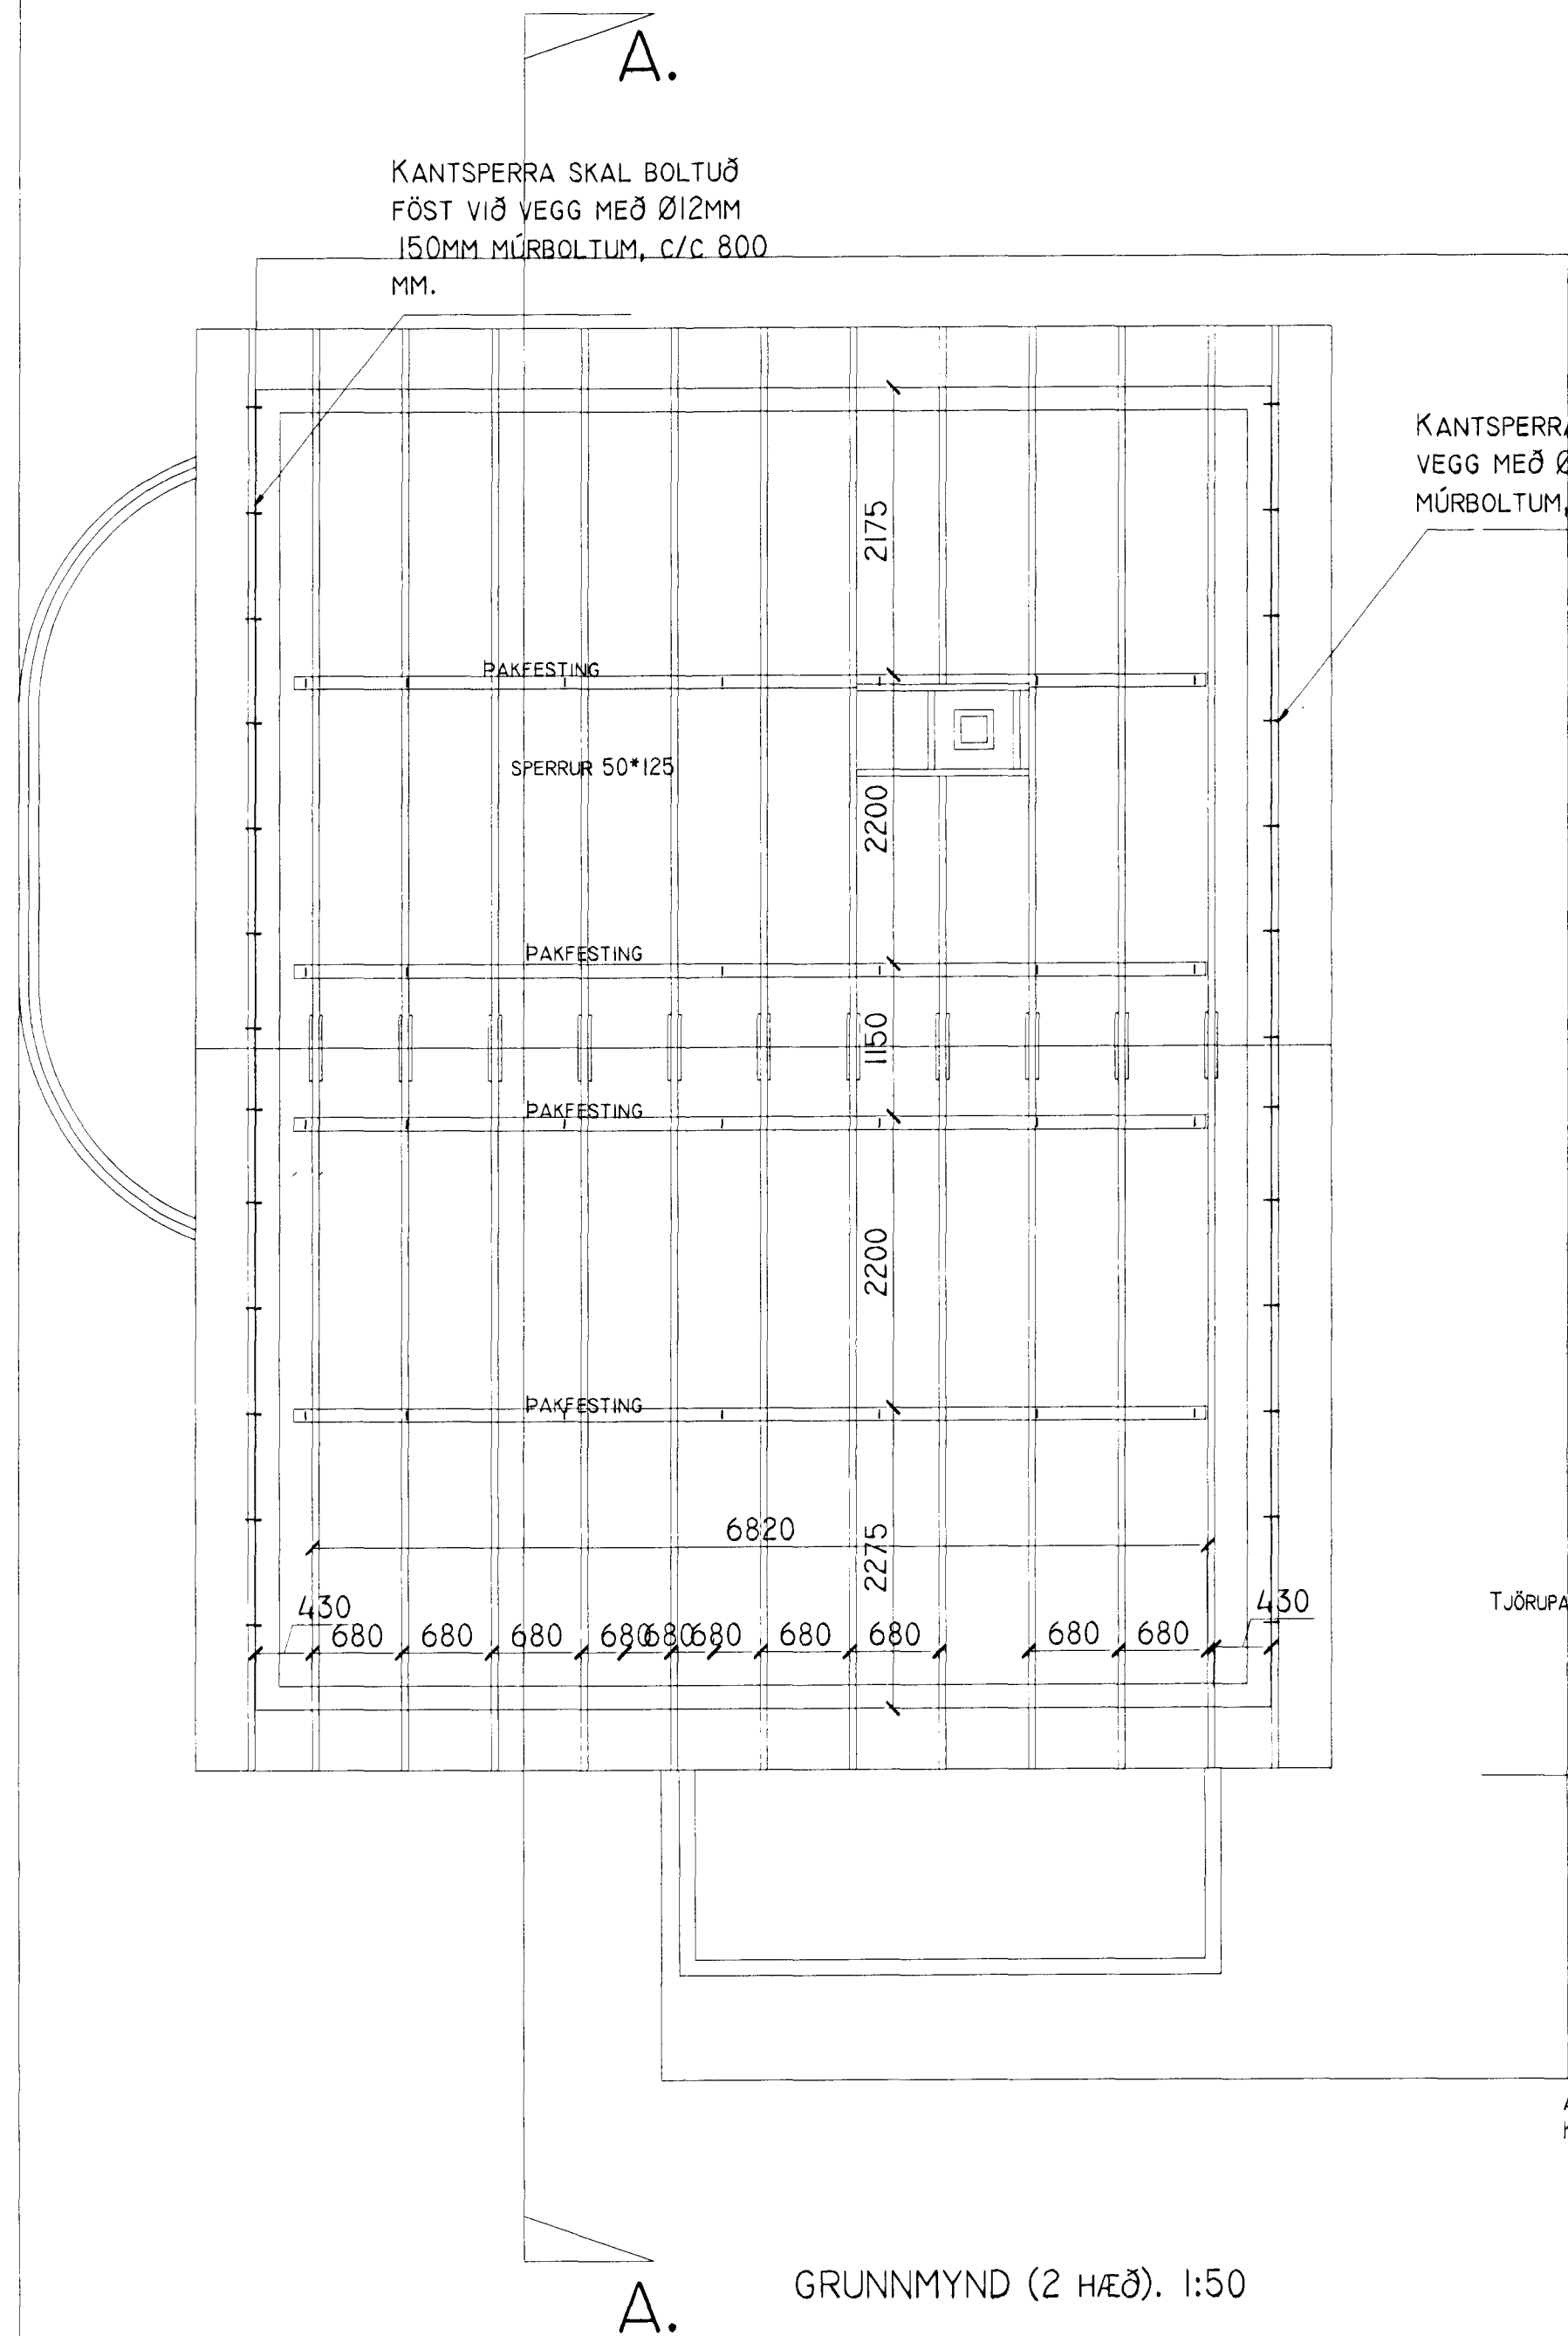 A.
KANTSPERRA SKAL BOLTUÐ
FÖST VIÐ VEGG MEÐ Ø12MM
150MM MÚRBOLTUM, C/C 800
MM.
KANTSPERRA
VEGG MEÐ Ø
MÚRBOLTUM,
2175
ÞAKFESTING
SPERRUR 50*125
2200
ÞAKFESTING
1150
ÞAKFESTING
2200
ÞAKFESTING
6820
2275
430
430
TJÖRUPA
680 680 680 680 680 680 680 680 680 680
GRUNNMYND (2 HÆÐ). 1:50
A.